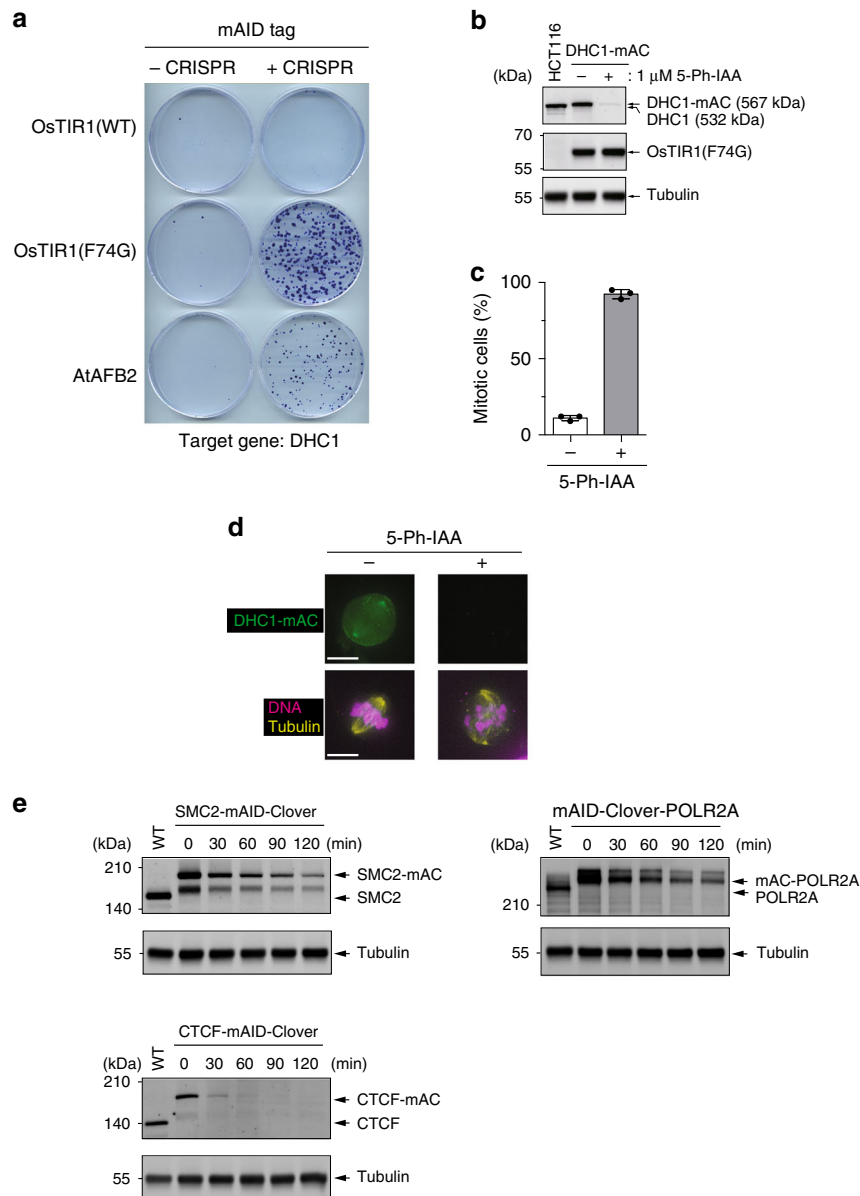 a
mAID tag
– CRISPR + CRISPR
OsTIR1(WT)
OsTIR1(F74G)
AtAFB2
Target gene: DHC1
b
HCT116
DHC1-mAC
(kDa) – + : 1 μM 5-Ph-IAA
DHC1-mAC (567 kDa)
DHC1 (532 kDa)
70
OsTIR1(F74G)
55
55
Tubulin
c
Mitotic cells (%)
100
50
0
– +
5-Ph-IAA
d
5-Ph-IAA
– +
DHC1-mAC
DNA
Tubulin
e
SMC2-mAID-Clover
(kDa) WT 0 30 60 90 120 (min)
210
SMC2-mAC
SMC2
140
55
Tubulin
mAID-Clover-POLR2A
(kDa) WT 0 30 60 90 120 (min)
mAC-POLR2A
POLR2A
210
55
Tubulin
CTCF-mAID-Clover
(kDa) WT 0 30 60 90 120 (min)
210
CTCF-mAC
140
CTCF
55
Tubulin